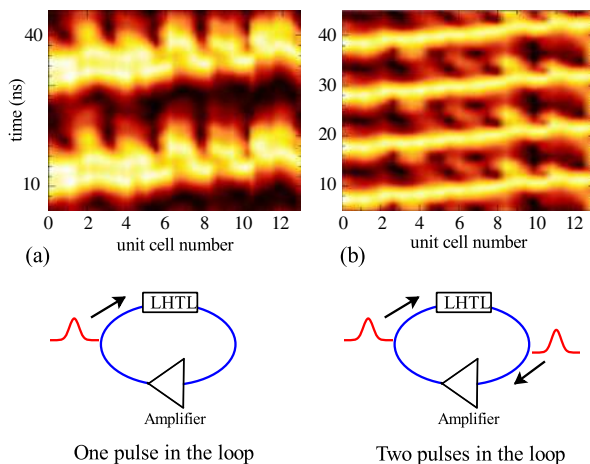 40
10
time (ns)
0 2 4 6 8 10 12
unit cell number
(a)
40
30
20
10
0 2 4 6 8 10 12
unit cell number
(b)
LHTL
Amplifier
One pulse in the loop
LHTL
Amplifier
Two pulses in the loop